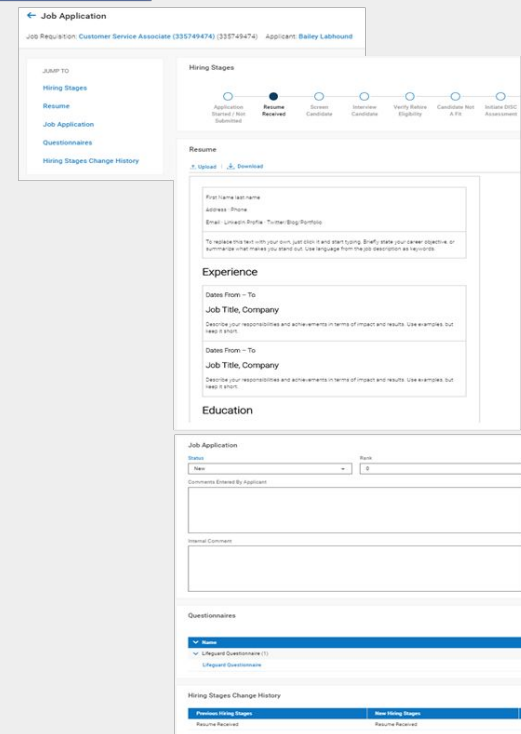 ← Job Application
Job Requisition: Customer Service Associate (335749474) (335749474) Applicant: Bailey Labhound
JUMP TO
Hiring Stages
Resume
Job Application
Questionnaires
Hiring Stages Change History
Hiring Stages
Application Started / Not Submitted
Resume Received
Screen Candidate
Interview Candidate
Verify Rehire Eligibility
Candidate Not A Fit
Initiate DISC Assessment
Resume
Upload | Download
First Name last name
Address · Phone
Email · LinkedIn Profile · Twitter/Blog/Portfolio
To replace this text with your own, just click it and start typing. Briefly state your career objective, or
summarize what makes you stand out. Use language from the job description as keywords.
Experience
Dates From – To
Job Title, Company
Describe your responsibilities and achievements in terms of impact and results. Use examples, but
keep it short.
Dates From – To
Job Title, Company
Describe your responsibilities and achievements in terms of impact and results. Use examples, but
keep it short.
Education
Job Application
Status
New
Rank
0
Comments Entered By Applicant
Internal Comment
Questionnaires
Name
Lifeguard Questionnaire (1)
Lifeguard Questionnaire
Hiring Stages Change History
Previous Hiring Stages New Hiring Stages
Resume Received Resume Received